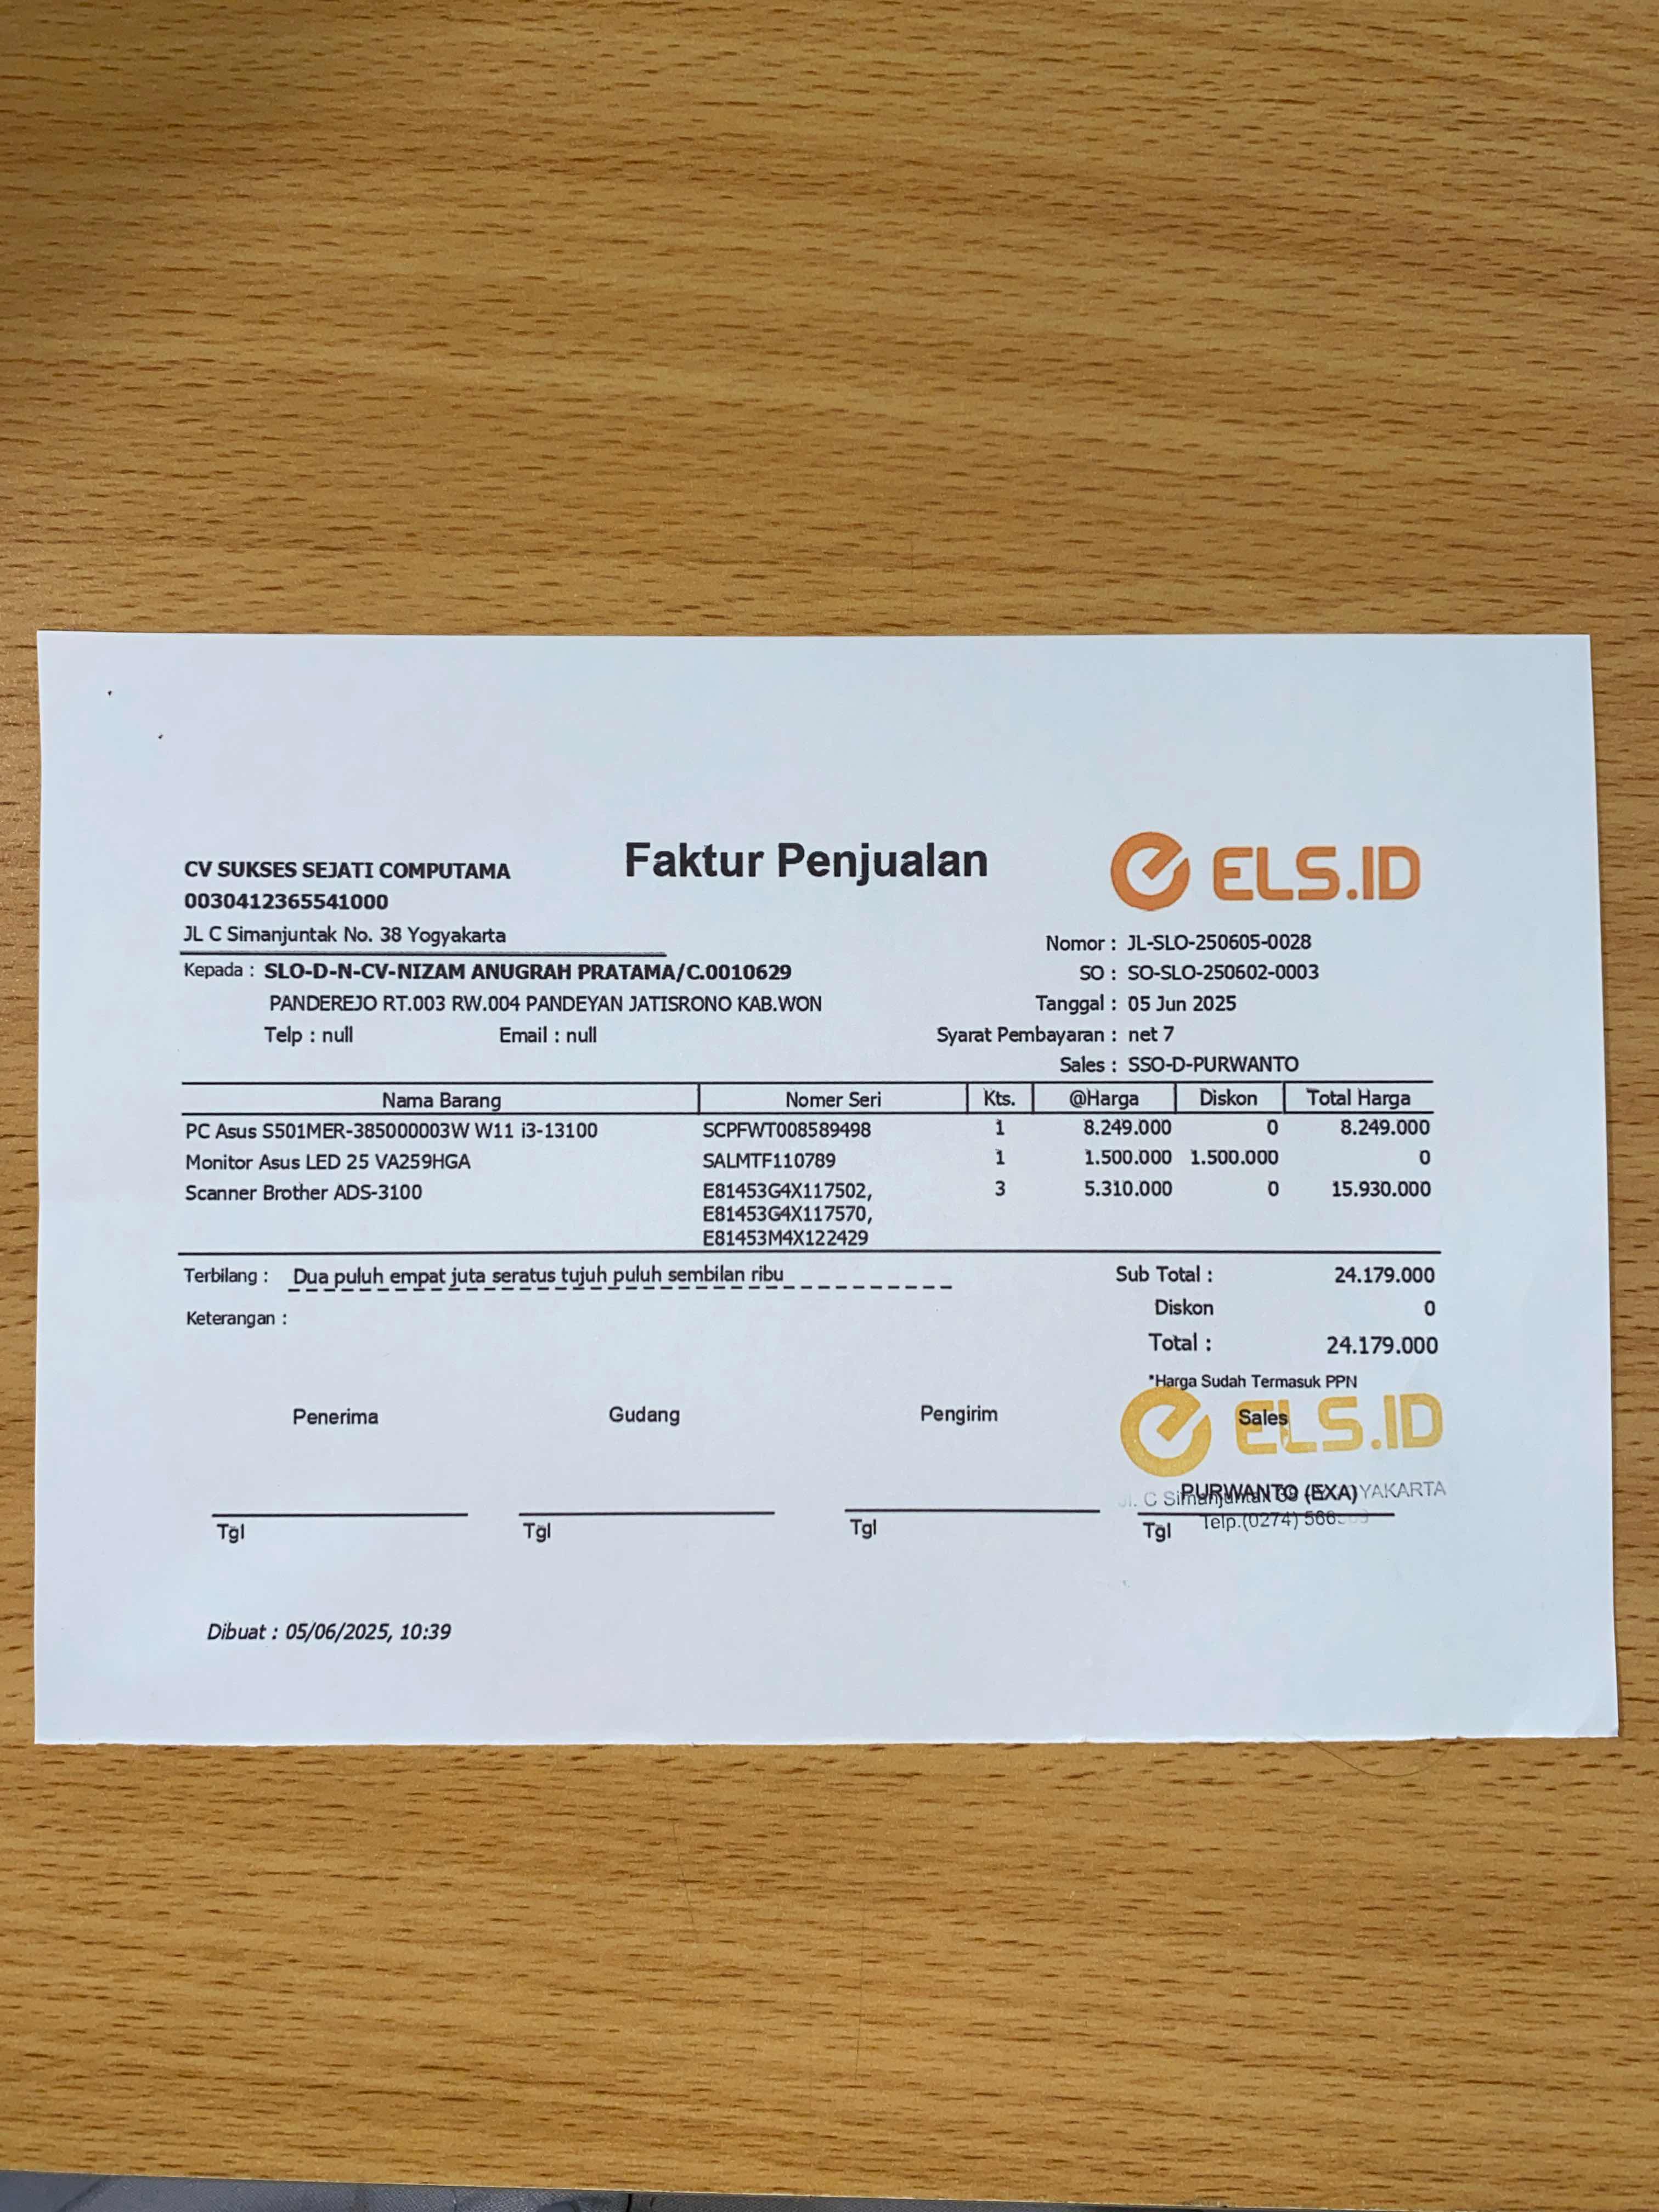 CV SUKSES SEJATI COMPUTAMA
0030412365541000
JL C Simanjuntak No. 38 Yogyakarta
Faktur Penjualan
ELS.ID
Kepada : SLO-D-N-CV-NIZAM ANUGRAH PRATAMA/C.0010629
PANDEREJO RT.003 RW.004 PANDEYAN JATISRONO KAB.WON
Telp : null Email : null
Nomor : JL-SLO-250605-0028
SO : SO-SLO-250602-0003
Tanggal : 05 Jun 2025
Syarat Pembayaran : net 7
Sales : SSO-D-PURWANTO
Nama Barang Nomer Seri Kts. @Harga Diskon Total Harga
PC Asus S501MER-385000003W W11 i3-13100 SCPFWT008589498 1 8.249.000 0 8.249.000
Monitor Asus LED 25 VA259HGA SALMTF110789 1 1.500.000 1.500.000 0
Scanner Brother ADS-3100 E81453G4X117502, 3 5.310.000 0 15.930.000
E81453G4X117570,
E81453M4X122429
Terbilang : Dua puluh empat juta seratus tujuh puluh sembilan ribu
Keterangan :
Sub Total : 24.179.000
Diskon 0
Total : 24.179.000
*Harga Sudah Termasuk PPN
Penerima Gudang Pengirim Sales
ELS.ID
PURWANTO (EXA)
Jl. C Simanjuntak 38 YAKARTA
Telp.(0274)
Tgl Tgl Tgl Tgl
Dibuat : 05/06/2025, 10:39